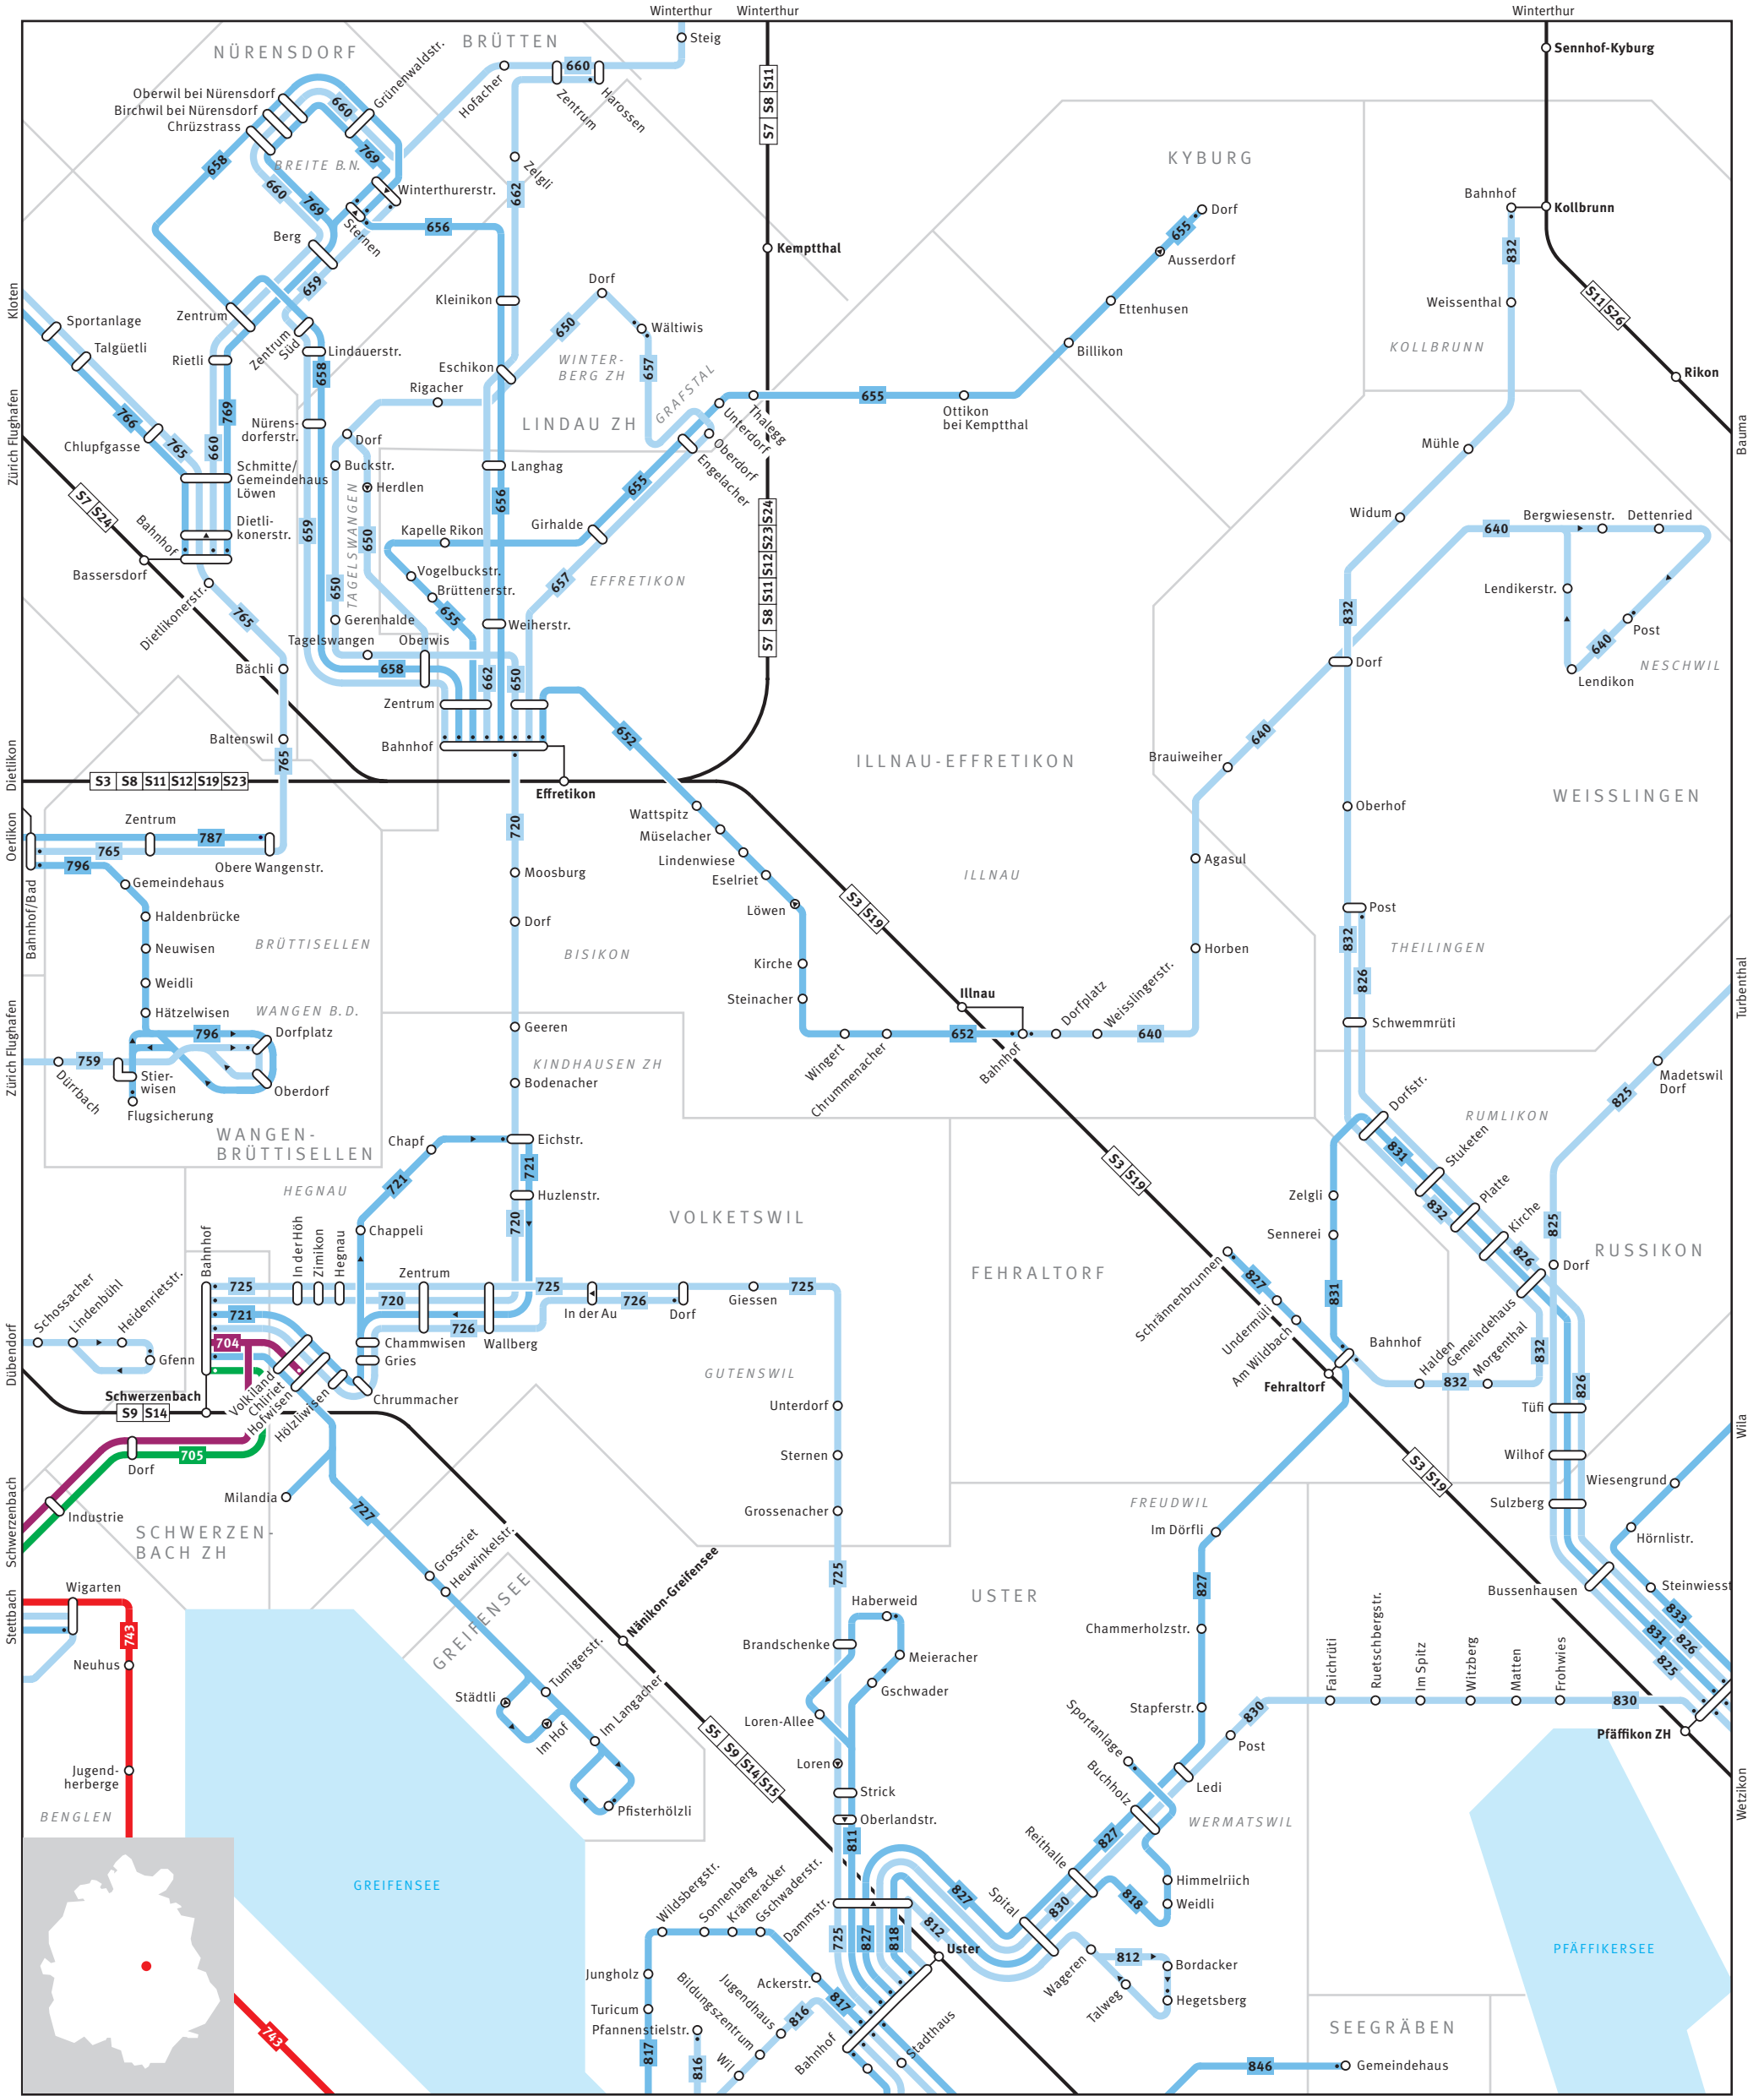 Winterthur
Winterthur
Winterthur
Steig
NÜRENSDORF
BRÜTTEN
Grünenwaldstr.
Hofacher
660
Zentrum
Harossen
S7 S8 S11
Sennhof-Kyburg
Oberwil bei Nürensdorf
Birchwil bei Nürensdorf
Chrüzstrass
660
769
658
BREITE B.N.
660
769
Winterthurerstr.
Sternen
Zelgli
662
656
KYBURG
Dorf
655
Ausserdorf
Ettenhusen
Billikon
Bahnhof
Kollbrunn
832
Weissenthal
S11 S26
KOLLBRUNN
Rikon
Bauma
Berg
659
Kemptthal
Kloten
Sportanlage
Talgüetli
Zentrum
Zentrum
Süd
Rietli
Lindauerstr.
658
Kleinikon
Dorf
650
Wältiwis
Eschikon
WINTER-
BERG ZH
657
GRAFSTAL
Rigacher
LINDAU ZH
655
Thalegg
Unterdorf
Oberdorf
Engelacher
Ottikon
bei Kemptthal
Zürich Flughafen
766
765
Chlupfgasse
769
660
Nürens-
dorferstr.
Dorf
Buckstr.
Herdlen
Langhag
656
655
Schmitte/
Gemeindehaus
Löwen
S7 S24
Bahnhof
Dietli-
konerstr.
Bassersdorf
Dietlikonerstr.
765
659
650
650
TAGELSWANGEN
Kapelle Rikon
Girhalde
Vogelbuckstr.
Brüttenerstr.
655
657
EFFRETIKON
Weiherstr.
Gerenhalde
Tagelswangen
Oberwis
658
662
650
Zentrum
Bahnhof
Effretikon
S7 S8 S11 S12 S23 S24
652
Mühle
Widum
640
Bergwiesenstr.
Dettenried
Lendikerstr.
Post
640
NESCHWIL
Lendikon
832
Dorf
640
Brauiweiher
ILLNAU-EFFRETIKON
WEISSLINGEN
Oberhof
Bächli
Baltenswil
765
Dietlikon
S3 S8 S11 S12 S19 S23
Oerlikon
Zentrum
787
765
796
Obere Wangenstr.
Gemeindehaus
Bahnhof/Bad
Haldenbrücke
Neuwisen
Weidli
Hätzelwisen
BRÜTTISELLEN
WANGEN B.D.
796
Dorfplatz
759
Dürrbach
Stier-
wisen
Oberdorf
Flugsicherung
Zürich Flughafen
WANGEN-
BRÜTTISELLEN
720
Moosburg
Dorf
BISIKON
Geeren
KINDHAUSEN ZH
Bodenacher
Wattspitz
Müselacher
Lindenwiese
Eselriet
Löwen
Kirche
Steinacher
S3 S19
ILLNAU
Illnau
Wingert
Chrummenacher
652
Bahnhof
Dorfplatz
Weisslingerstr.
640
Agasul
Horben
Post
832
826
THEILINGEN
Schwemmrüti
Turbenthal
Madetswil
Dorf
825
RUMLIKON
Dorfstr.
831
Stuketen
832
Platte
Kirche
826
825
Dorf
RUSSIKON
Zelgli
Sennerei
831
S3 S19
Chapf
721
Eichstr.
721
Huzlenstr.
720
HEGNAU
Chappeli
VOLKETSWIL
FEHRALTORF
Schrännenbrunnen
827
Undermüli
Am Wildbach
Bahnhof
Fehraltorf
Halden
Gemeindehaus
Morgenthal
832
832
826
Tüfi
Wilhof
Sulzberg
Schossacher
Lindenbühl
Heidenrietstr.
Gfenn
Dübendorf
Bahnhof
In der Höh
Zimikon
Hegnau
725
720
721
704
Zentrum
725
726
726
725
In der Au
Dorf
Giessen
Chammwisen
Wallberg
Gries
Chrummacher
Volkiland
Chliriet
Hofwisen
Hölzliwisen
Schwerzenbach
S9 S14
705
Dorf
Industrie
Schwerzenbach
SCHWERZEN-
BACH ZH
Milandia
727
GUTENSWIL
Unterdorf
Sternen
Grossenacher
725
S3 S19
FREUDWIL
Im Dörfli
827
Wila
Wiesengrund
Hörnlistr.
Steinwiesst
Bussenhausen
833
826
831
825
Stettbach
Wigarten
743
Neuhus
Jugend-
herberge
BENGLEN
Grossriet
Heuwinkelstr.
Nänikon-Greifensee
GREIFENSEE
Tumigerstr.
Städtli
Im Hof
Im Langacher
Pfisterhölzli
S5 S9 S14 S15
USTER
Haberweid
Brandschenke
Meieracher
Gschwader
Loren-Allee
Loren
Strick
Oberlandstr.
811
Chammerholzstr.
Stapferstr.
Sportanlage
Buchholz
830
Post
Ledi
WERMATSWIL
Faichrüti
Ruetschbergstr.
Im Spitz
Witzberg
Matten
Frohwies
830
Pfäffikon ZH
Wetzikon
GREIFENSEE
743
Wildsbergstr.
Sonnenberg
Krämeracker
Gschwaderstr.
Dammstr.
Reithalle
827
Himmelriich
Weidli
818
827
830
Spital
812
725
827
818
Uster
Wageren
812
Bordacker
Hegetsberg
Talweg
PFÄFFIKERSEE
Jungholz
Turicum
Pfannenstielstr.
817
816
Ackerstr.
817
816
Jugendhaus
Bildungszentrum
Wil
Bahnhof
Stadthaus
SEEGRÄBEN
846
Gemeindehaus